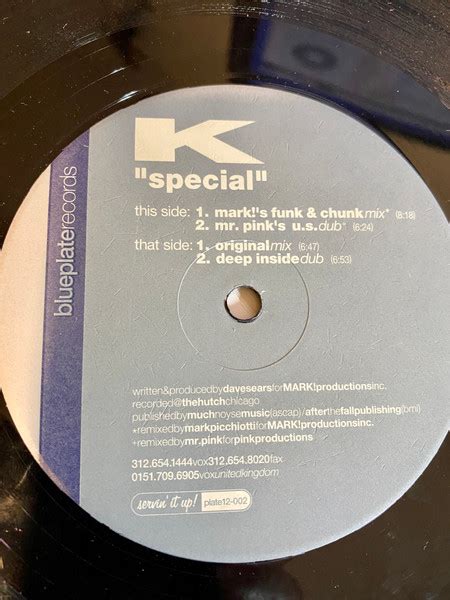 K
"special"
this side: 1. mark!'s funk & chunkmix* (8:18)
2. mr. pink's u.s.dub+ (6:24)
that side: 1. originalmix (6:47)
2. deep insidedub (6:53)
blueplaterecords
written&producedbydavesearsforMARK!productionsinc.
recorded@thehutchchicago
publishedbymuchnoysemusic(ascap)/afterthefallpublishing(bmi)
*remixedbymarkpicchiottiforMARK!productionsinc.
+remixedbymr.pinkforpinkproductions
312.654.1444vox312.654.8020fax
0151.709.6905voxunitedkingdom
servin' it up! plate12-002